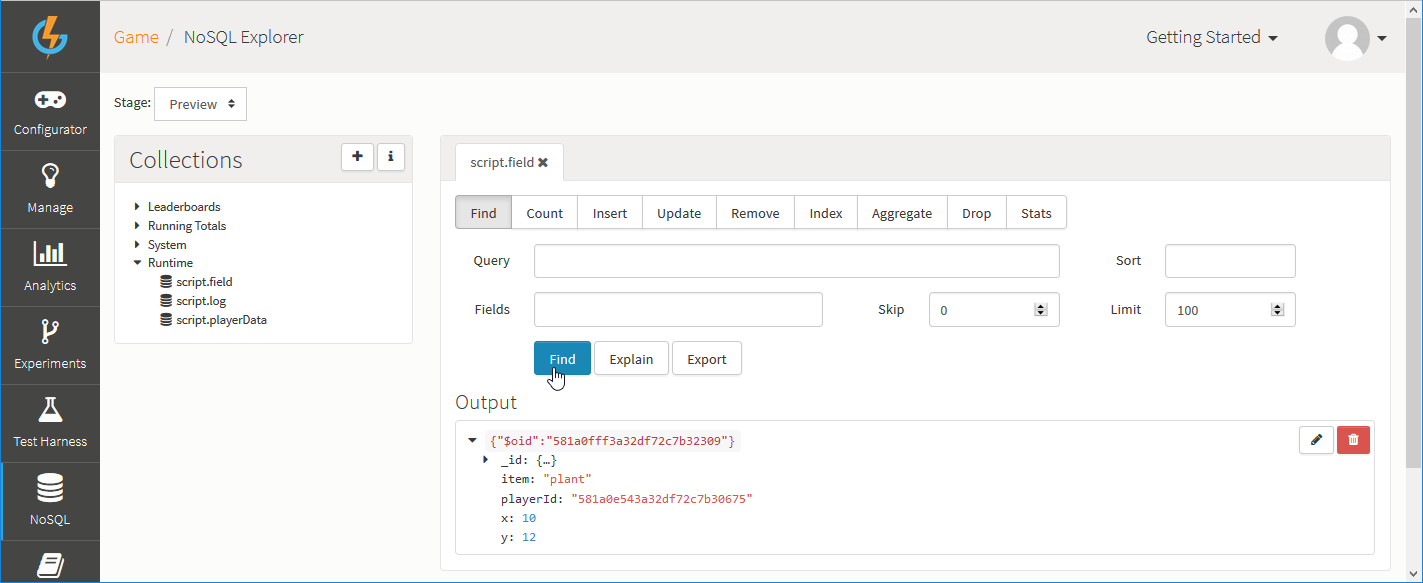 Game / NoSQL Explorer
Getting Started
Stage: Preview
Configurator
Manage
Analytics
Experiments
Test Harness
NoSQL
Collections
Leaderboards
Running Totals
System
Runtime
script.field
script.log
script.playerData
script.field
Find Count Insert Update Remove Index Aggregate Drop Stats
Query Sort
Fields Skip 0 Limit 100
Find Explain Export
Output
{"$oid":"581a0fff3a32df72c7b32309"}
_id: {…}
item: "plant"
playerId: "581a0e543a32df72c7b30675"
x: 10
y: 12